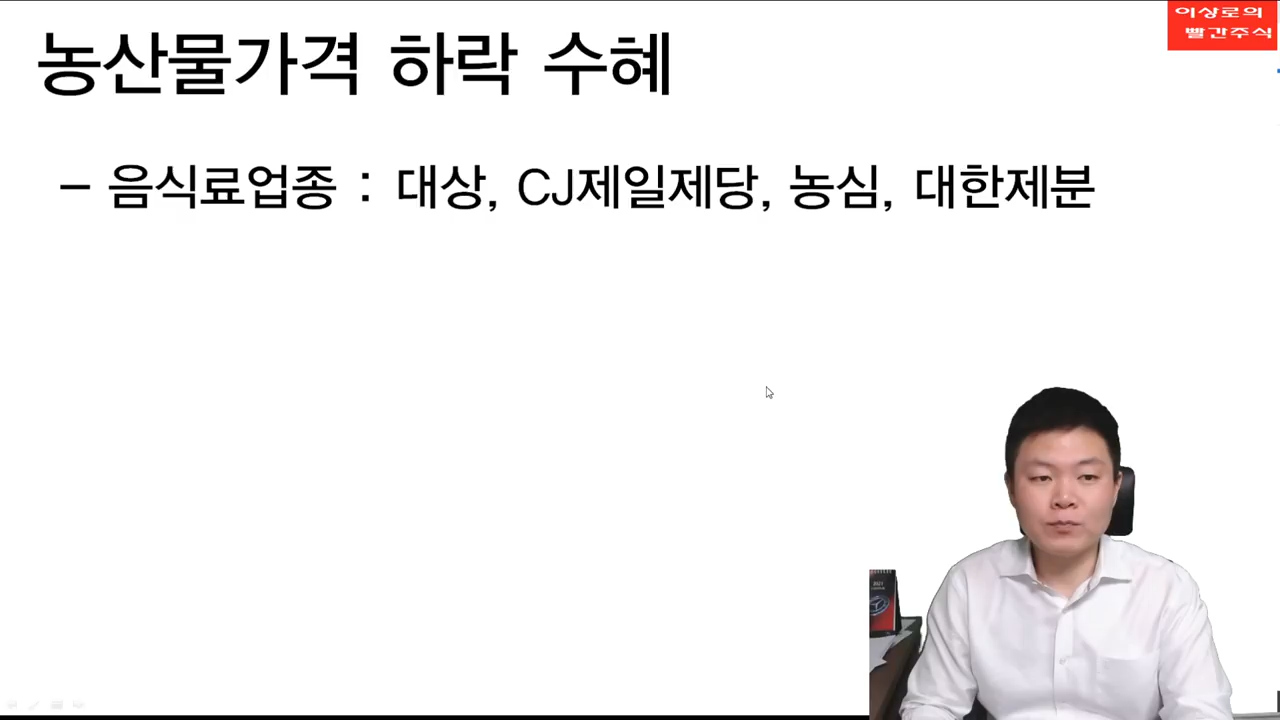 이상로의
빨간주식
농산물가격 하락 수혜
– 음식료업종 : 대상, CJ제일제당, 농심, 대한제분
2021